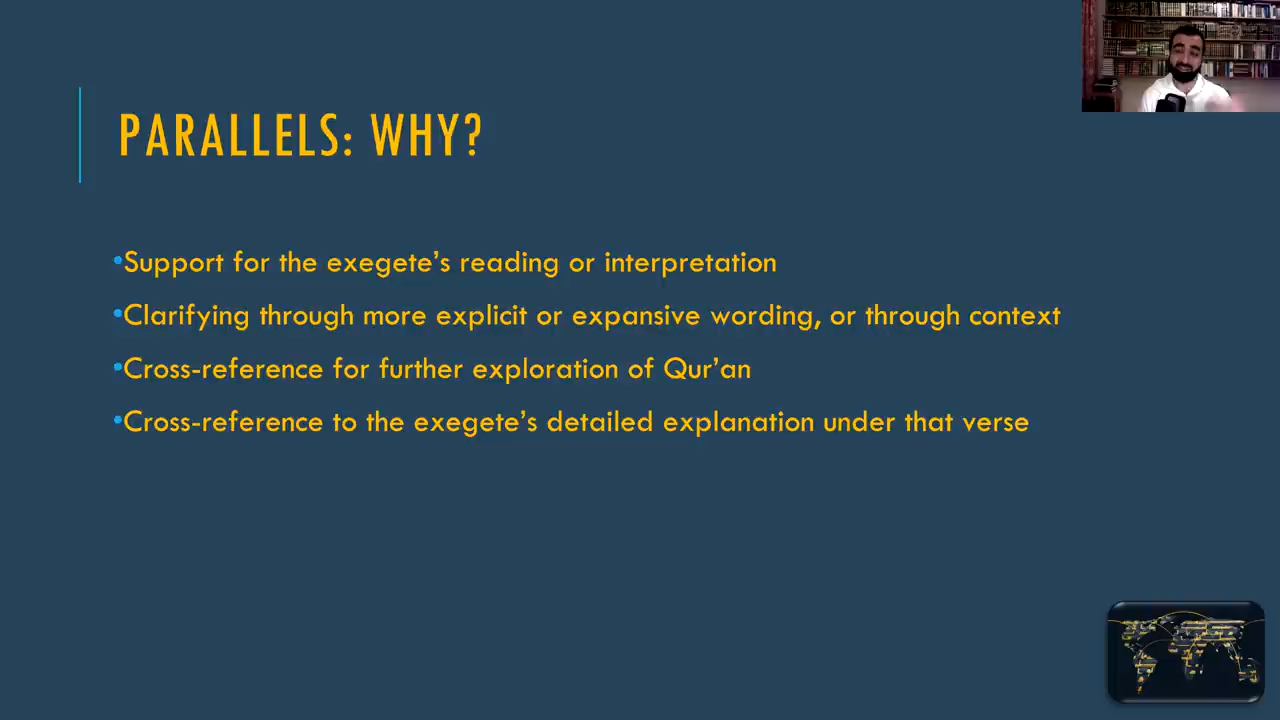 PARALLELS: WHY?
•Support for the exegete’s reading or interpretation
•Clarifying through more explicit or expansive wording, or through context
•Cross-reference for further exploration of Qur’an
•Cross-reference to the exegete’s detailed explanation under that verse